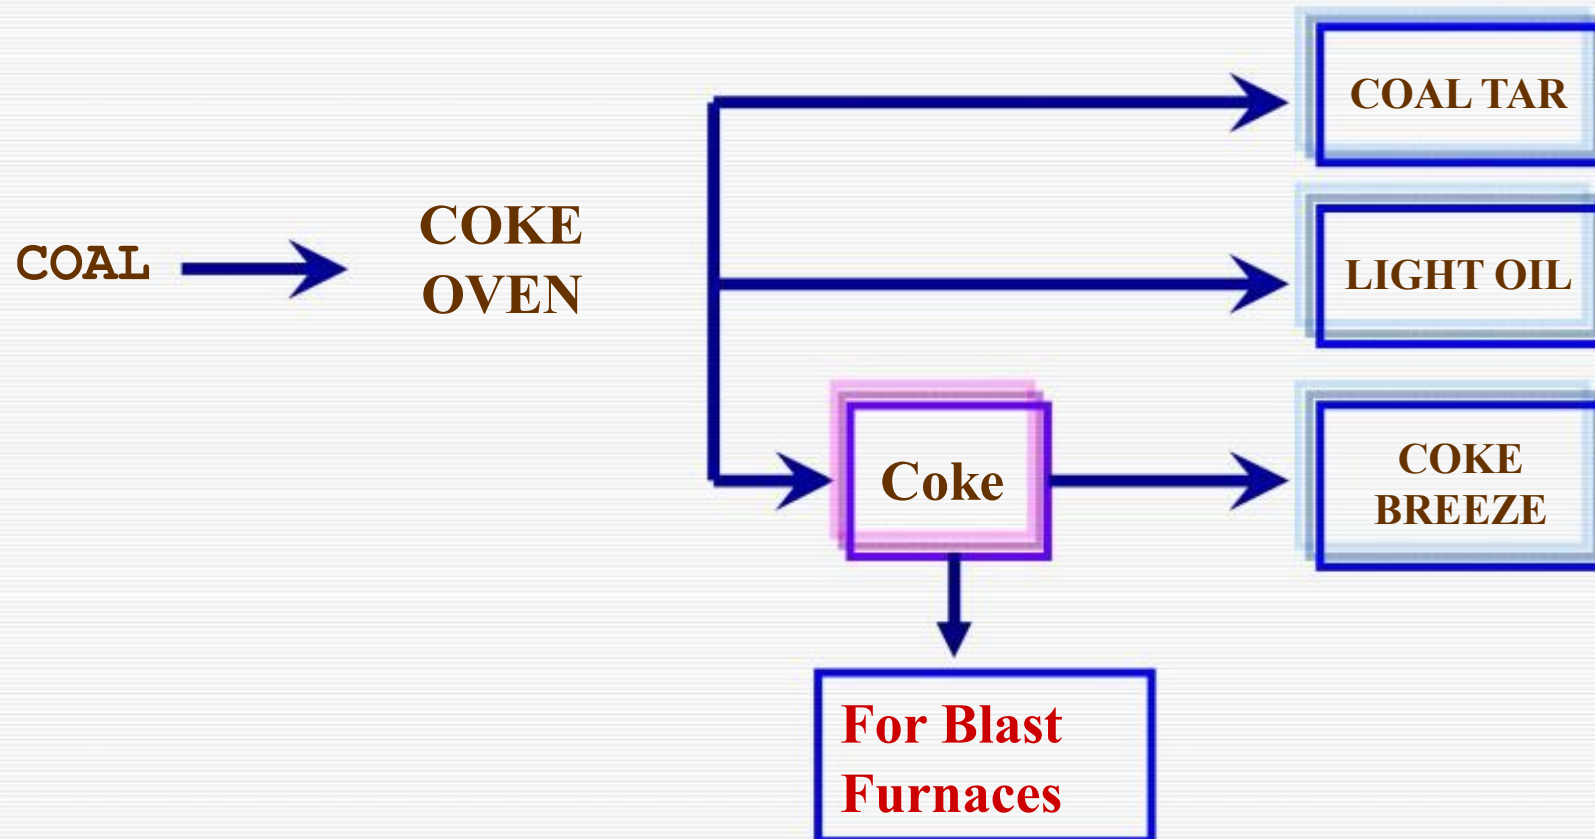 COAL
COKE
OVEN
COAL TAR
LIGHT OIL
Coke
COKE
BREEZE
For Blast
Furnaces